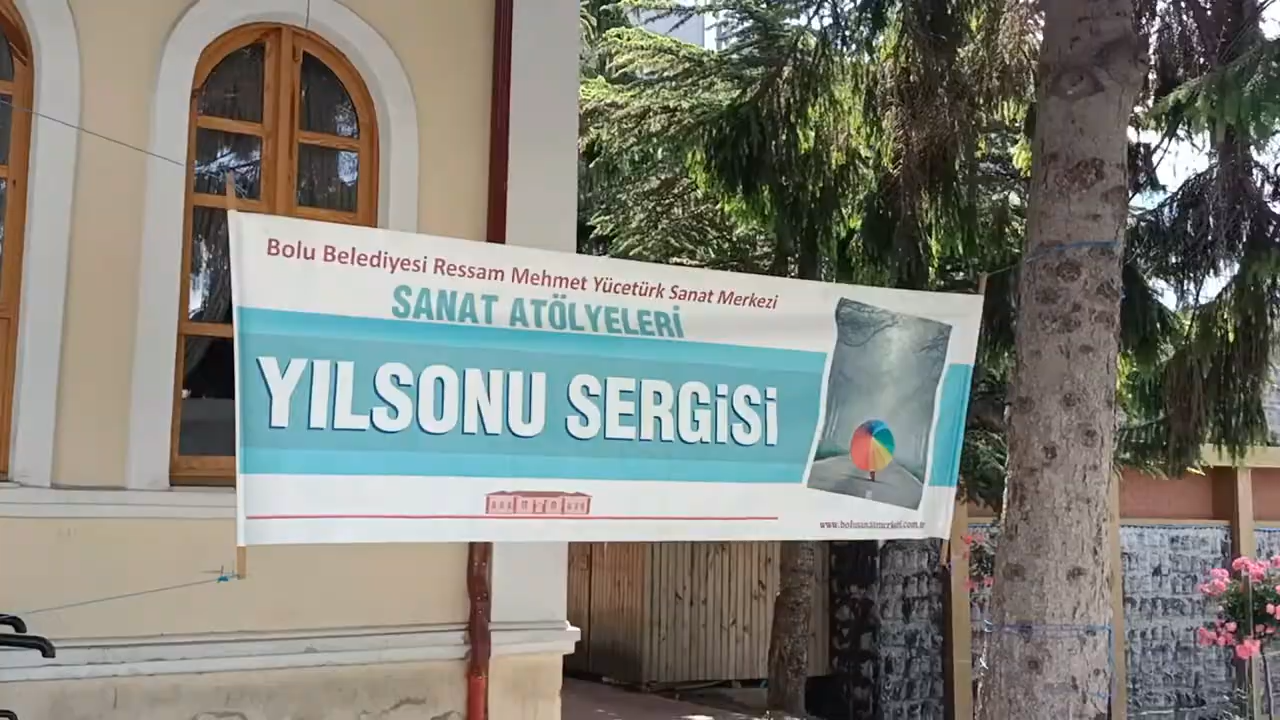 Bolu Belediyesi Ressam Mehmet Yücetürk Sanat Merkezi
SANAT ATÖLYELERİ
YILSONU SERGİSİ
www.bolusanatmerkezi.com.tr